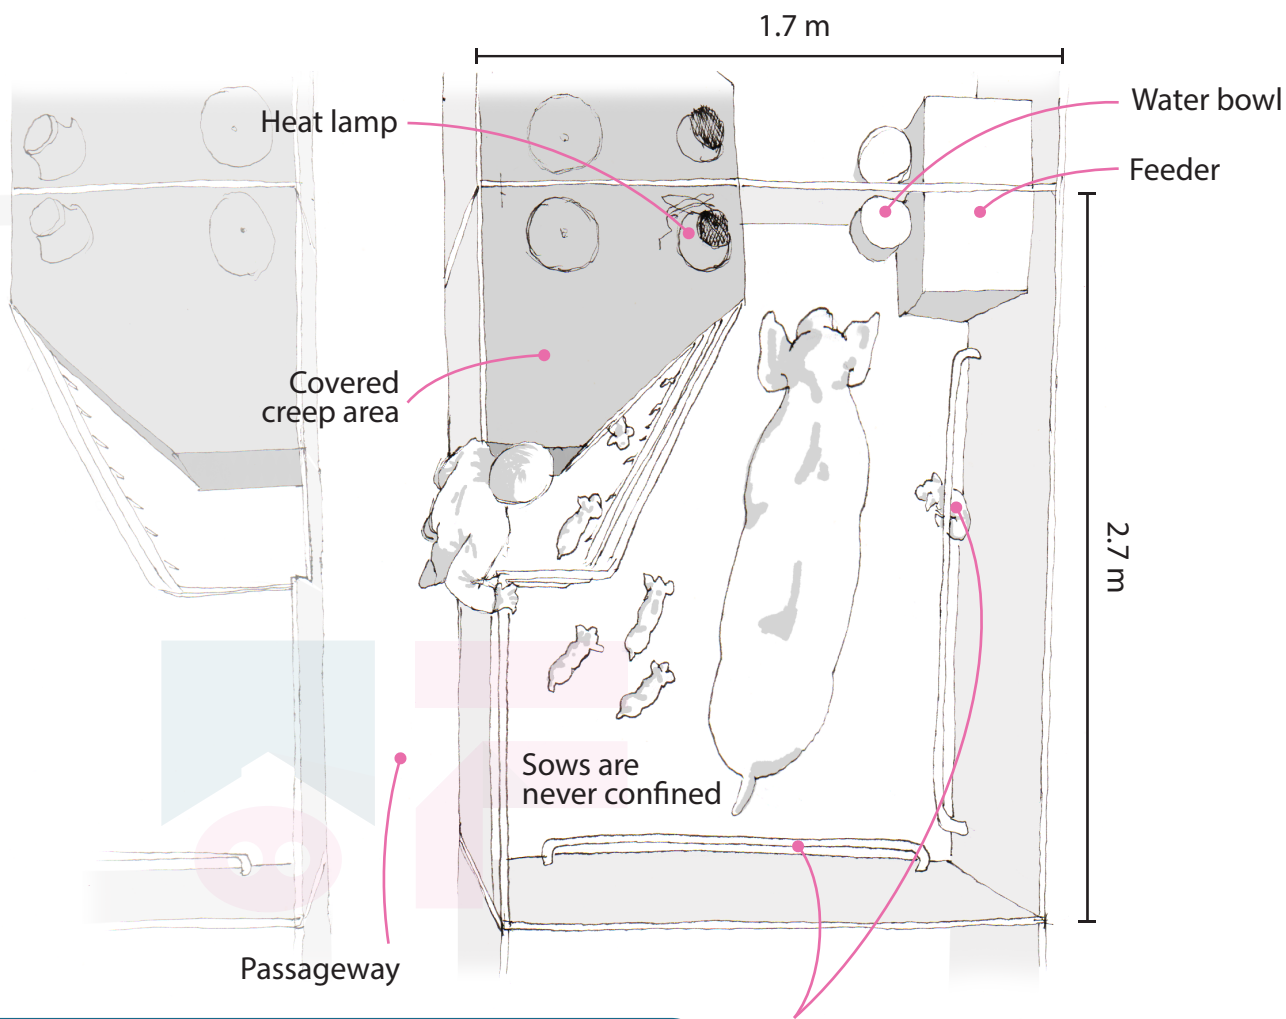 1.7 m
Water bowl
Heat lamp
Feeder
Covered
creep area
2.7 m
Sows are
never confined
Passageway